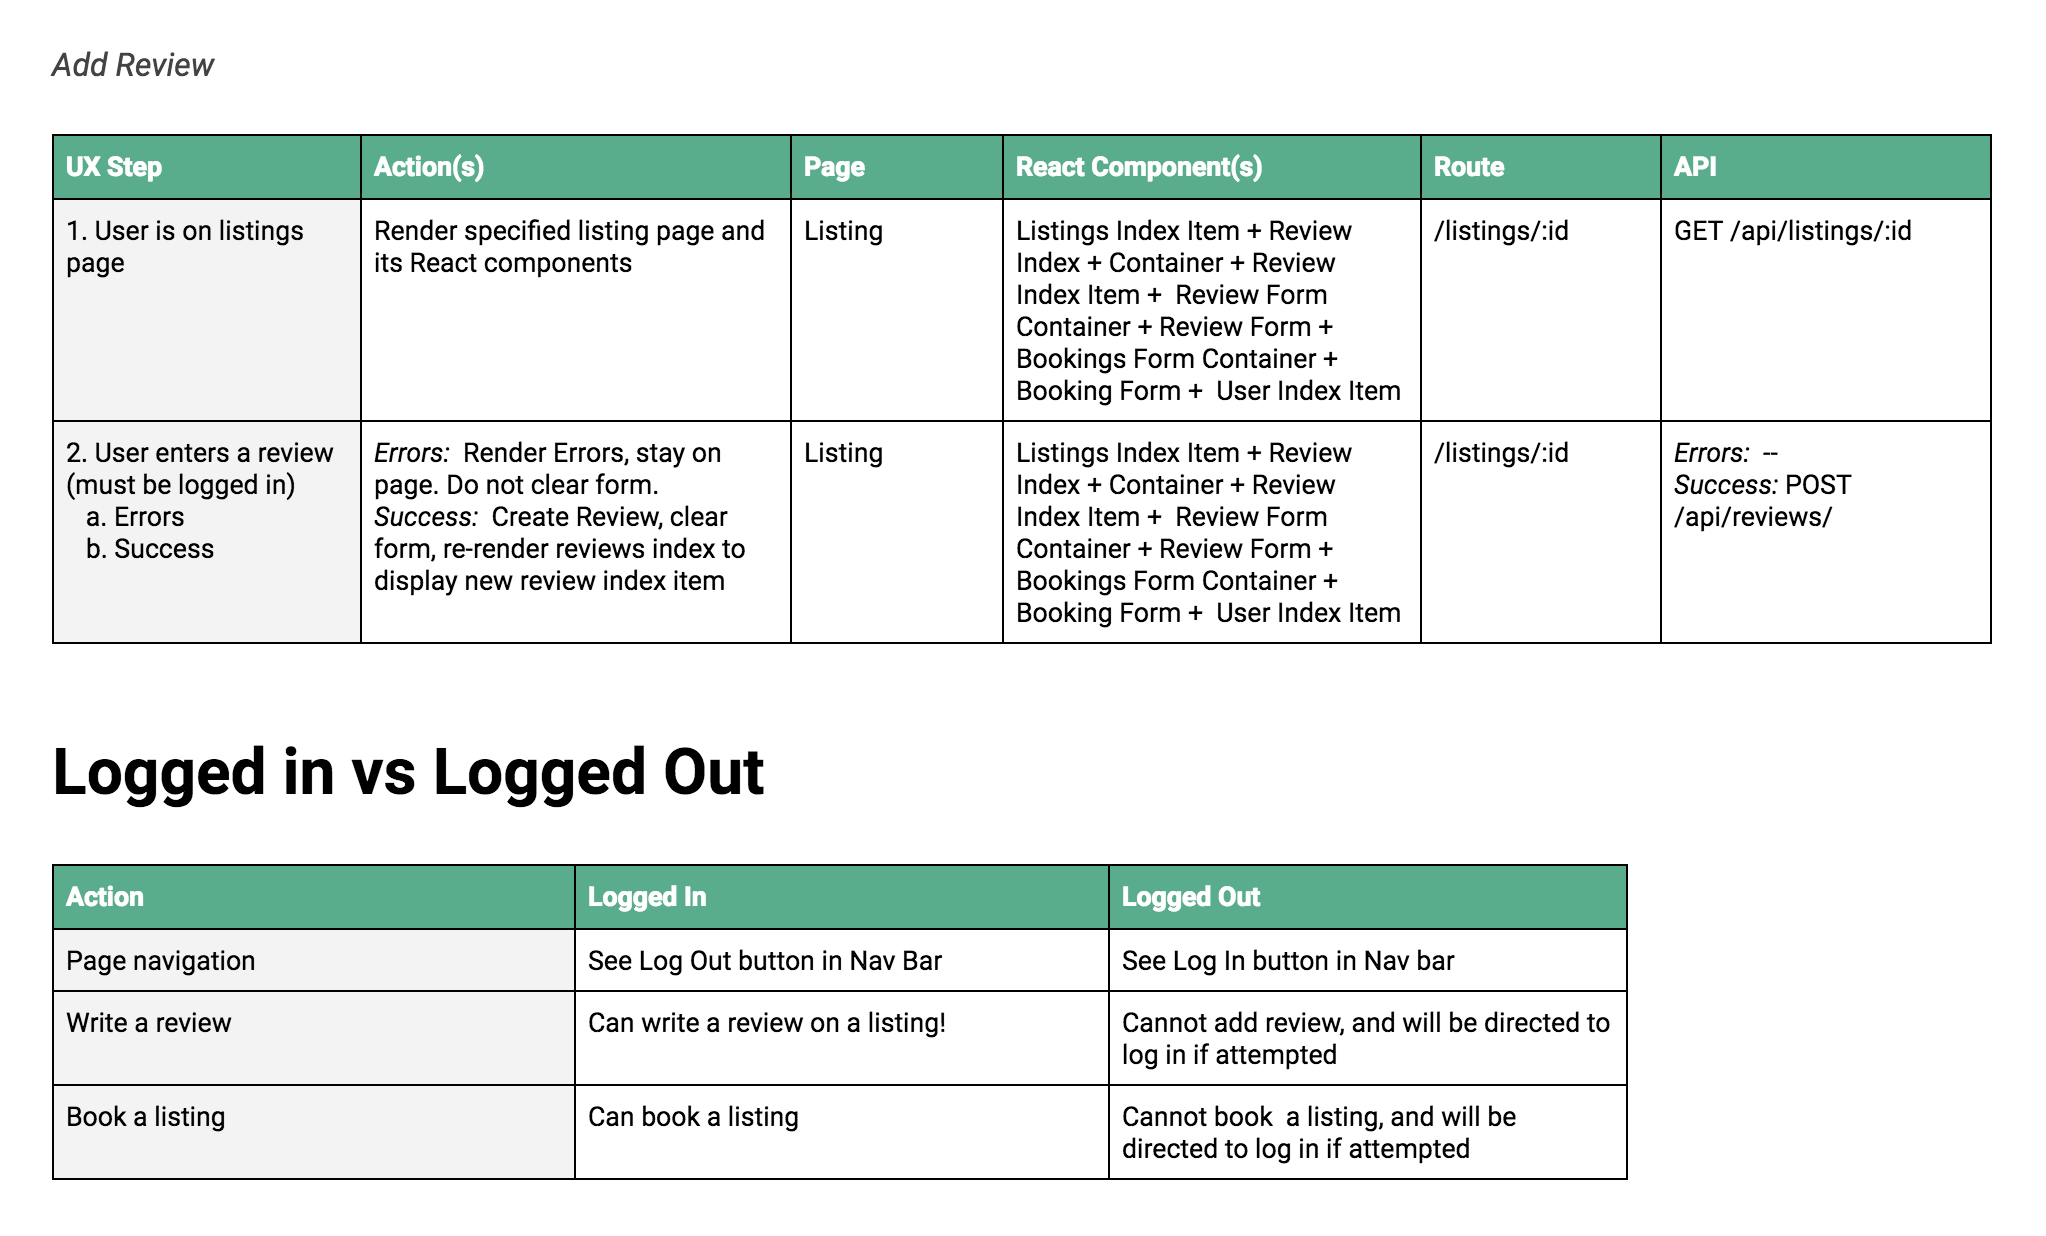 Add Review
UX Step
Action(s)
Page
React Component(s)
Route
API
1. User is on listings
page
Render specified listing page and
its React components
Listing
Listings Index Item + Review
Index + Container + Review
Index Item +  Review Form
Container + Review Form +
Bookings Form Container +
Booking Form +  User Index Item
/listings/:id
GET /api/listings/:id
2. User enters a review
(must be logged in)
a. Errors
b. Success
Errors:  Render Errors, stay on
page. Do not clear form.
Success:  Create Review, clear
form, re-render reviews index to
display new review index item
Listing
Listings Index Item + Review
Index + Container + Review
Index Item +  Review Form
Container + Review Form +
Bookings Form Container +
Booking Form +  User Index Item
/listings/:id
Errors:  --
Success: POST
/api/reviews/
Logged in vs Logged Out
Action
Logged In
Logged Out
Page navigation
See Log Out button in Nav Bar
See Log In button in Nav bar
Write a review
Can write a review on a listing!
Cannot add review, and will be directed to
log in if attempted
Book a listing
Can book a listing
Cannot book  a listing, and will be
directed to log in if attempted